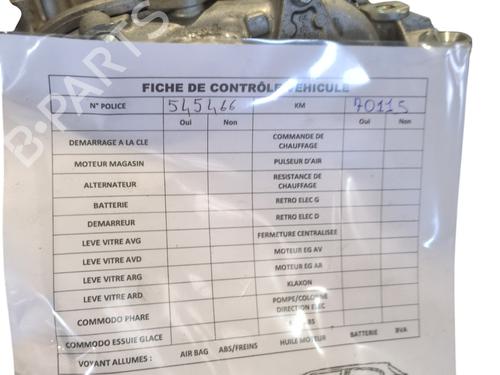 FICHE DE CONTRÔLE VEHICULE
N° POLICE 545466 KM 70115
Oui Non Oui Non
DEMARRAGE A LA CLE COMMANDE DE CHAUFFAGE
MOTEUR MAGASIN PULSEUR D'AIR
ALTERNATEUR RESISTANCE DE CHAUFFAGE
BATTERIE RETRO ELEC G
DEMARREUR RETRO ELEC D
LEVE VITRE AVG FERMETURE CENTRALISEE
LEVE VITRE AVD MOTEUR EG AV
LEVE VITRE ARG MOTEUR EG AR
LEVE VITRE ARD KLAXON
COMMODO PHARE POMPE/COLONNE DIRECTION ELEC
COMMODO ESSUIE GLACE
VOYANT ALLUMES : AIR BAG ABS/FREINS HUILE MOTEUR BATTERIE BVA
B-PARTS